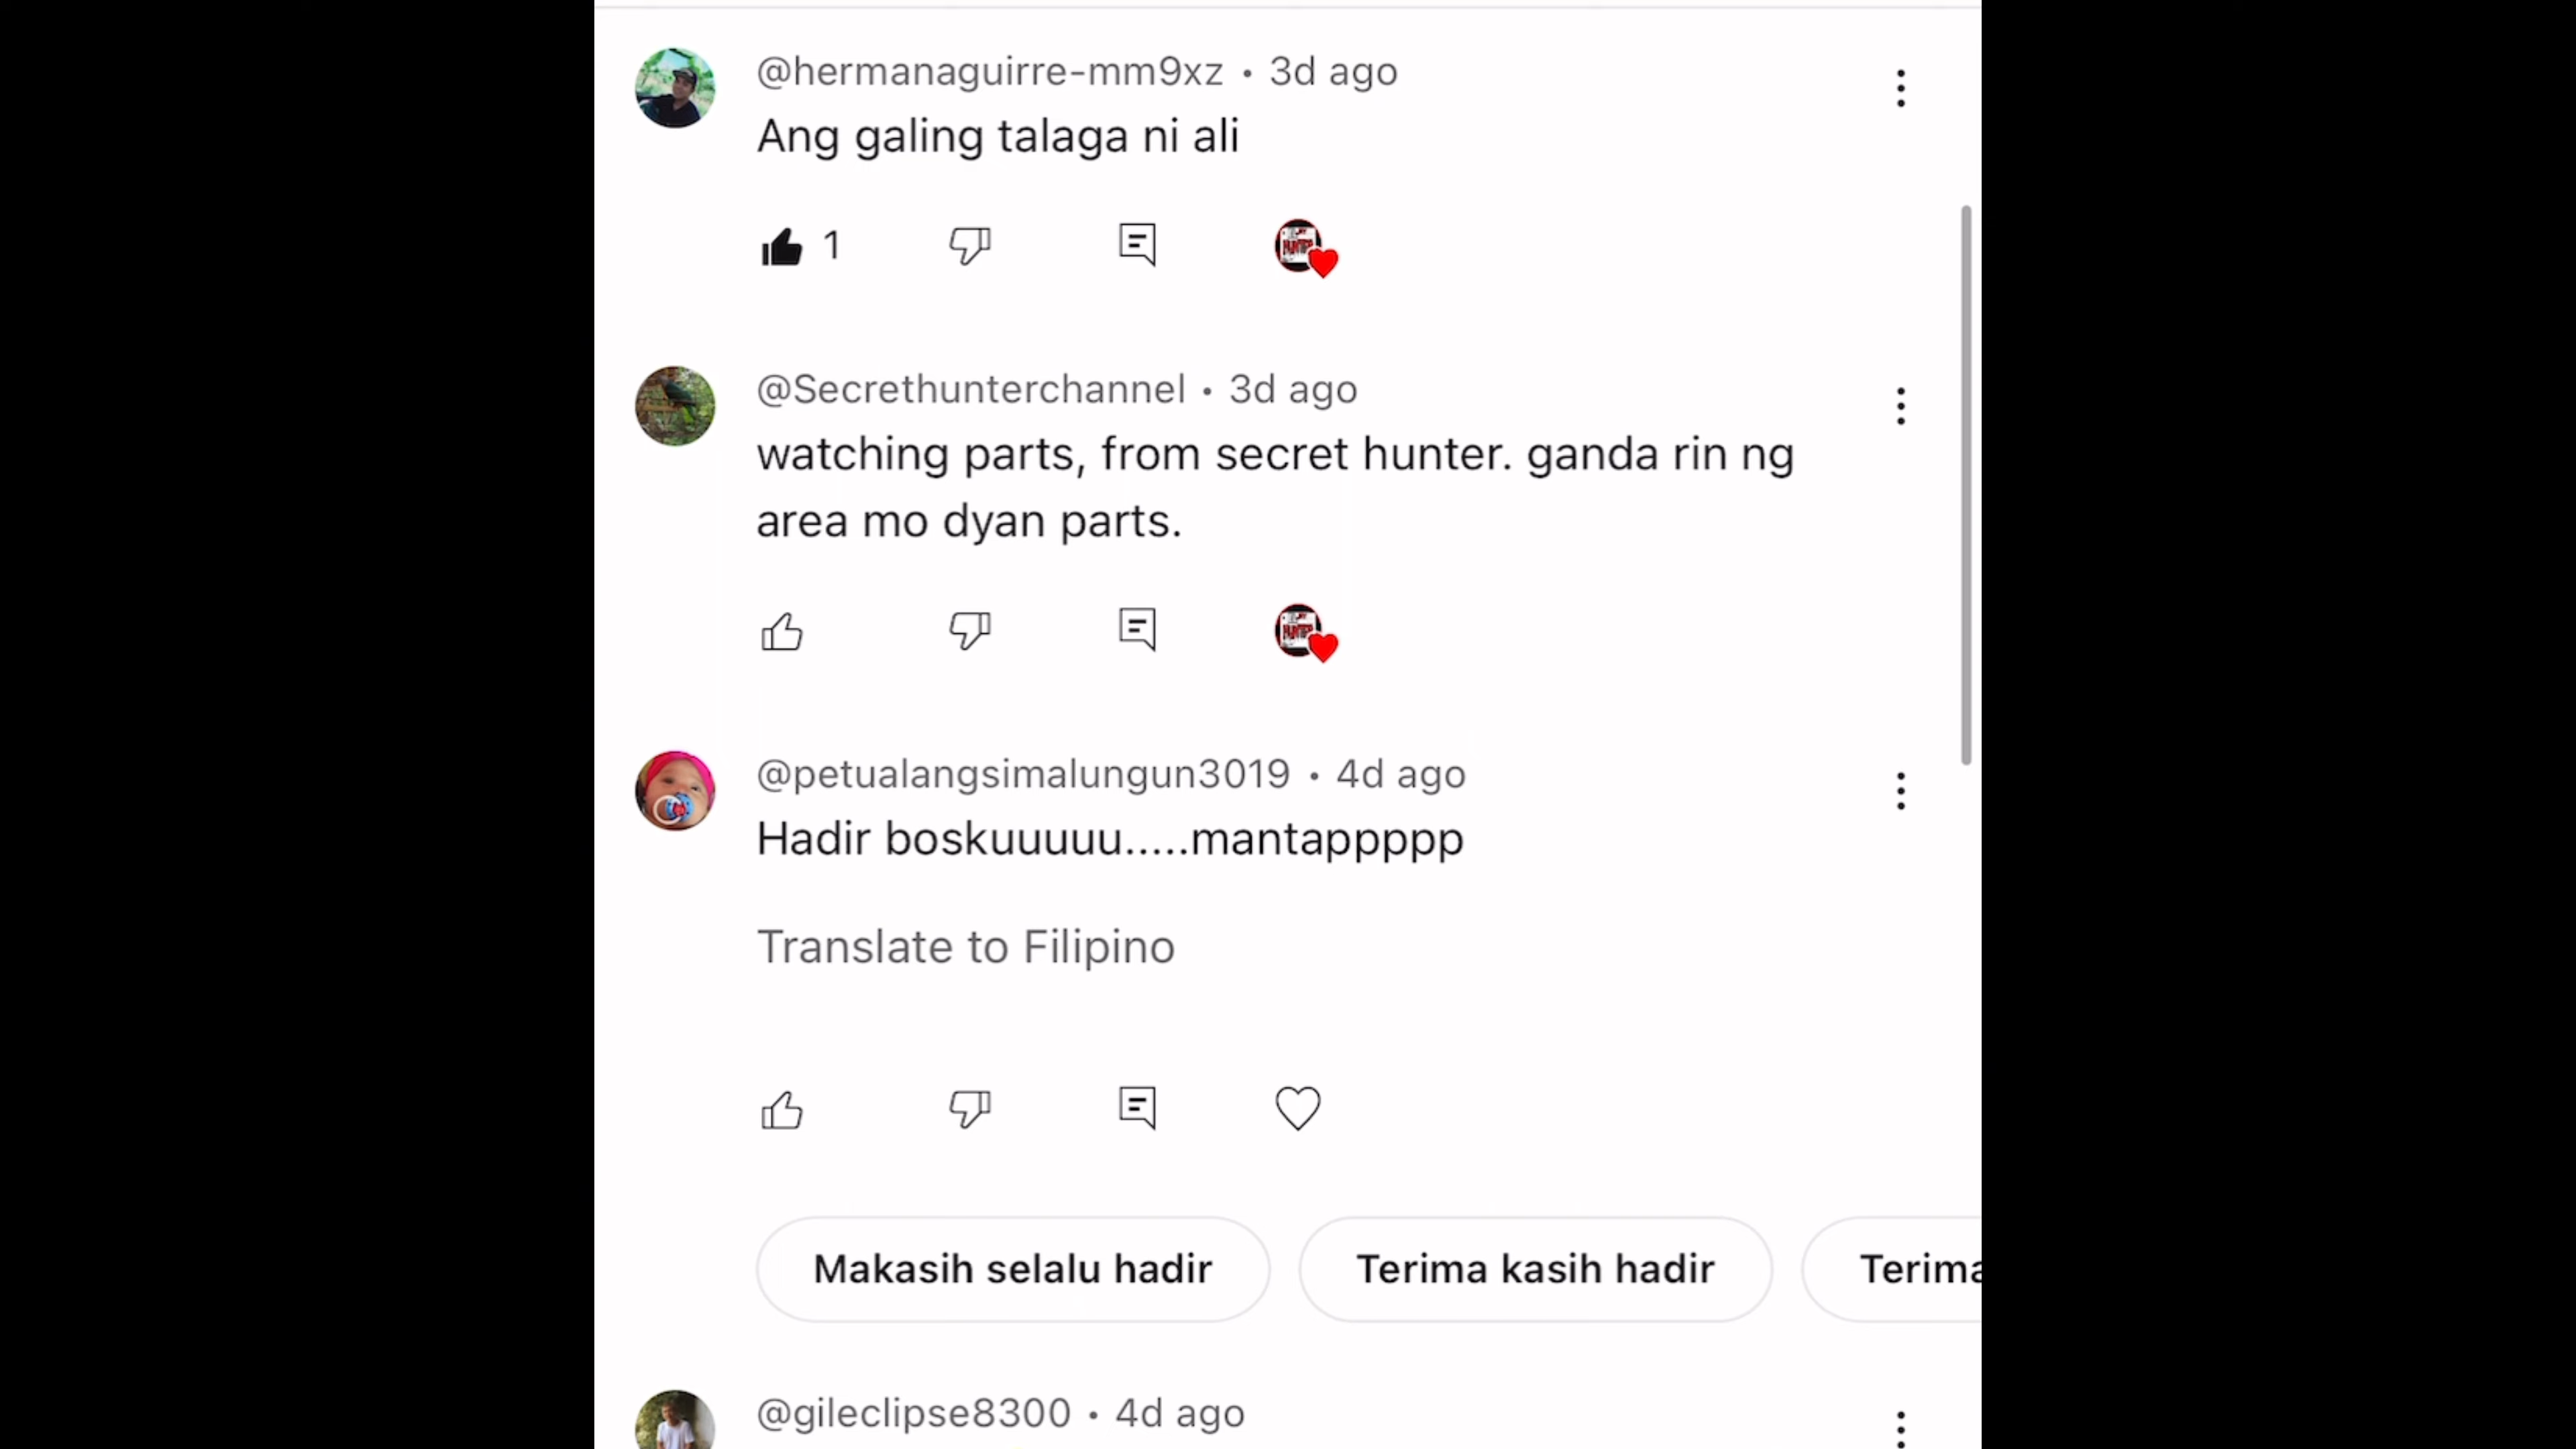 @hermanaguirre-mm9xz • 3d ago
Ang galing talaga ni ali
1
@Secrethunterchannel • 3d ago
watching parts, from secret hunter. ganda rin ng
area mo dyan parts.
@petualangsimalungun3019 • 4d ago
Hadir boskuuuuu.....mantappppp
Translate to Filipino
Makasih selalu hadir
Terima kasih hadir
Terima
@gileclipse8300 • 4d ago